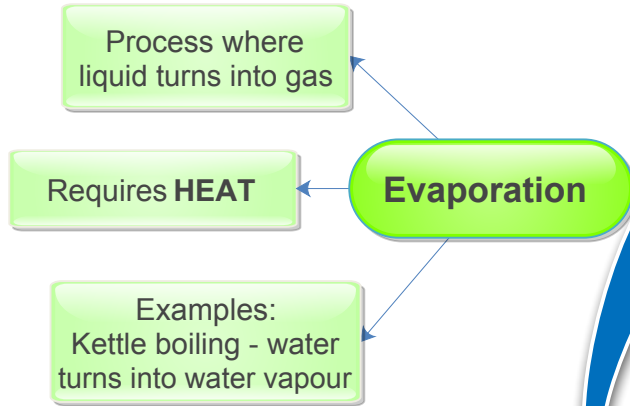 Process where
liquid turns into gas
Requires HEAT
Evaporation
Examples:
Kettle boiling - water
turns into water vapour